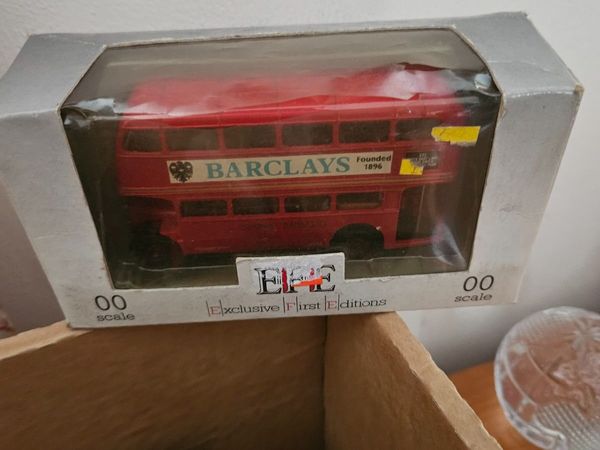 BARCLAYS
Founded
1896
EFE
00
scale
Exclusive First Editions
00
scale